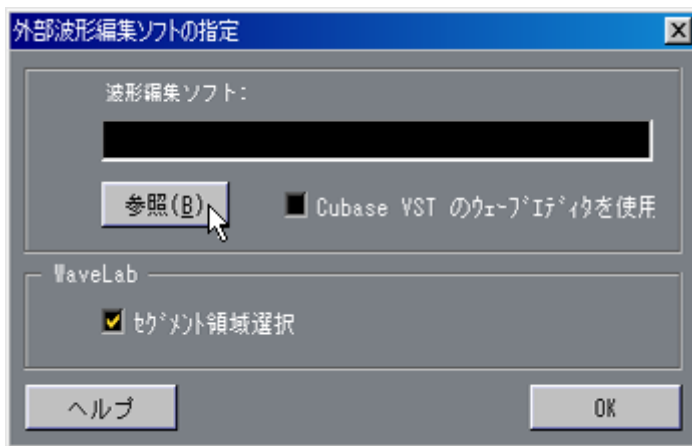 外部波形編集ソフトの指定
波形編集ソフト:
参照(B)
Cubase VST のウェーブエディタを使用
WaveLab
セグメント領域選択
ヘルプ
OK